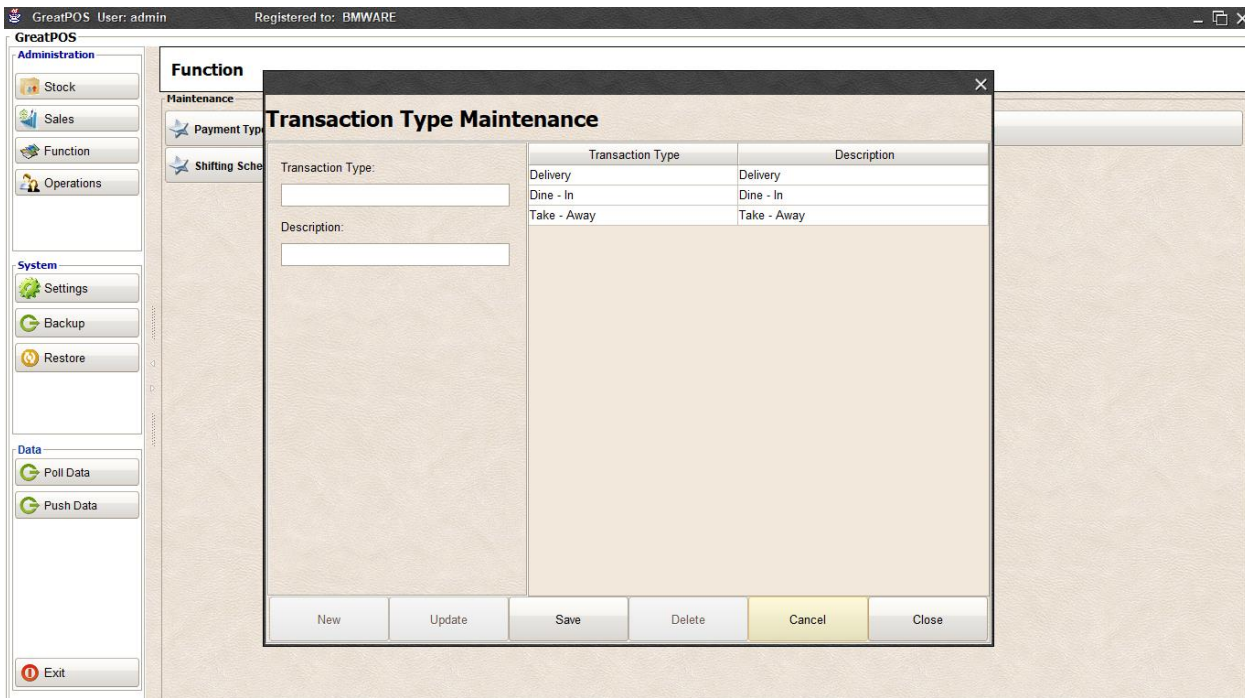 GreatPOS User: admin Registered to: BMWARE
GreatPOS
Administration
Stock
Sales
Function
Operations
System
Settings
Backup
Restore
Data
Poll Data
Push Data
Exit
Function
Maintenance
Payment Typ
Shifting Sche
Transaction Type Maintenance
Transaction Type:
Description:
Transaction Type Description
Delivery Delivery
Dine - In Dine - In
Take - Away Take - Away
New Update Save Delete Cancel Close